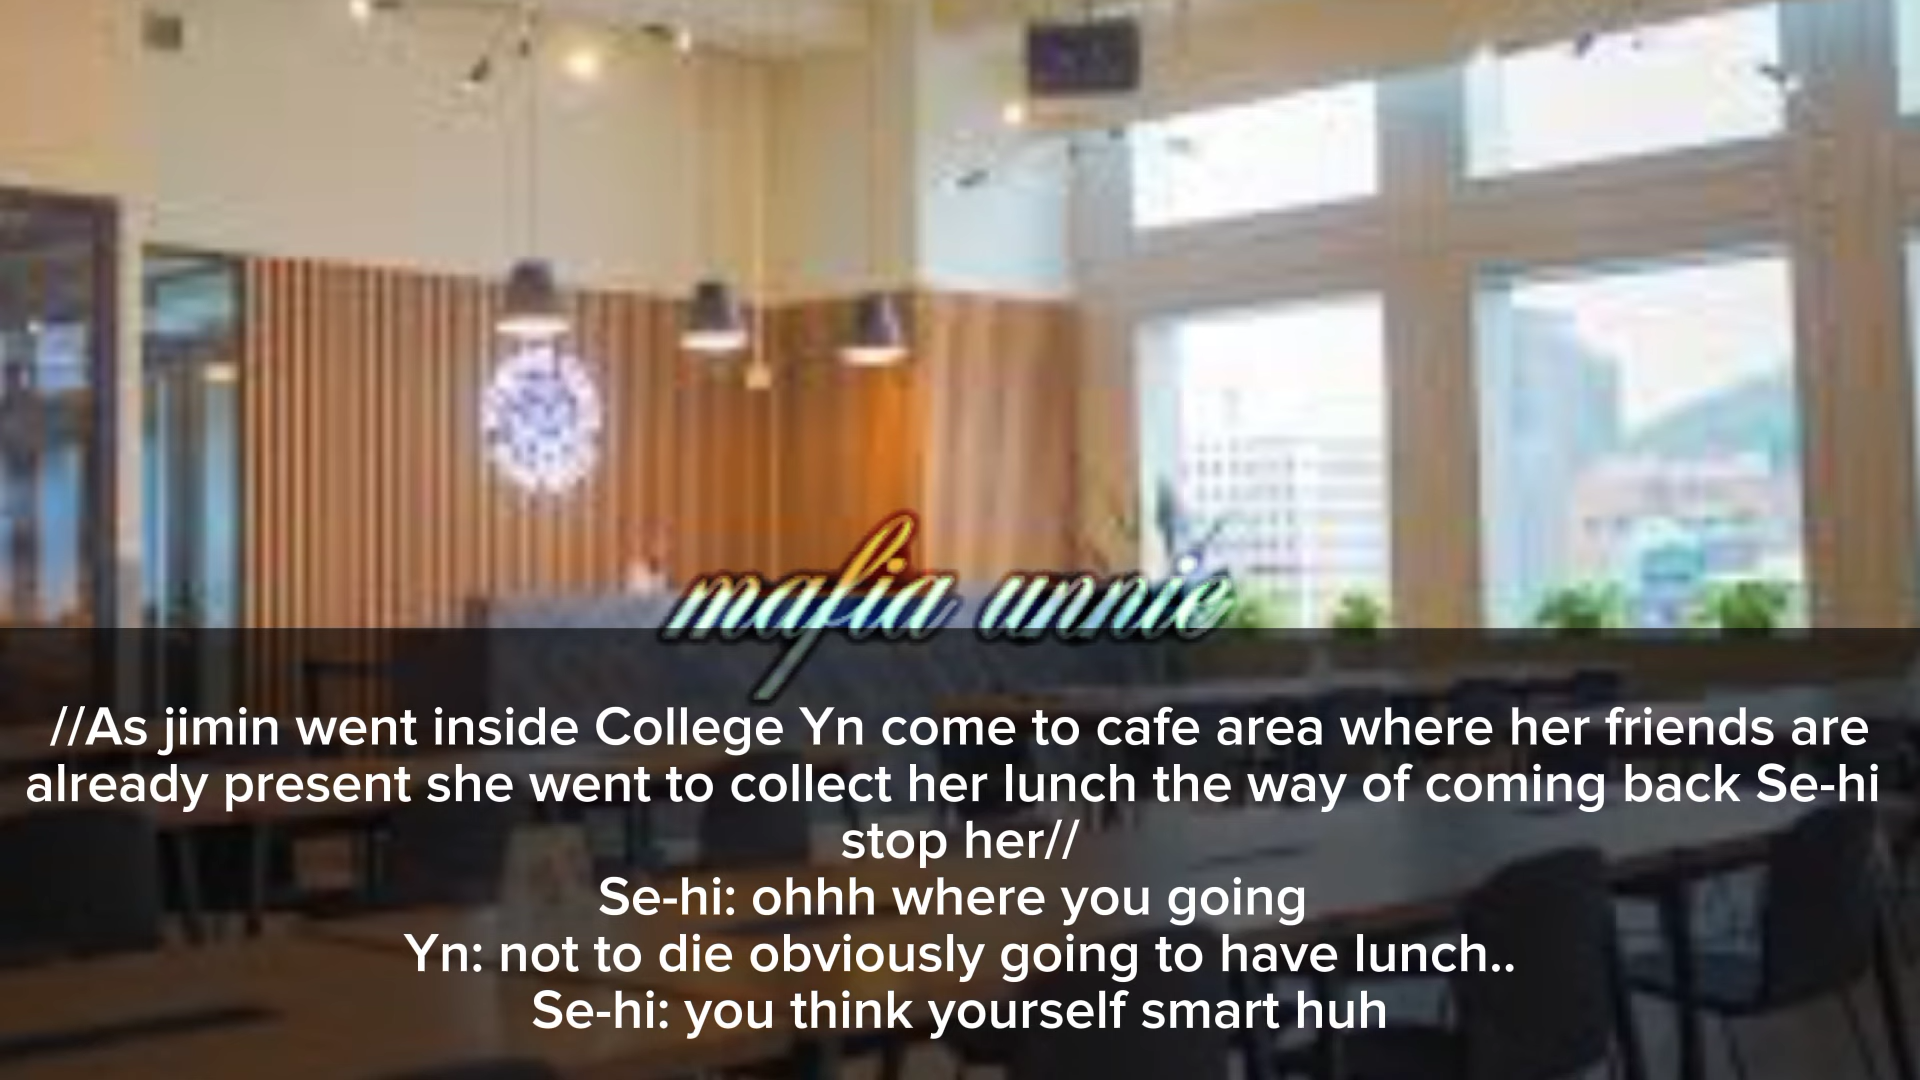 mafia unnie
//As jimin went inside College Yn come to cafe area where her friends are
already present she went to collect her lunch the way of coming back Se-hi
stop her//
Se-hi: ohhh where you going
Yn: not to die obviously going to have lunch..
Se-hi: you think yourself smart huh